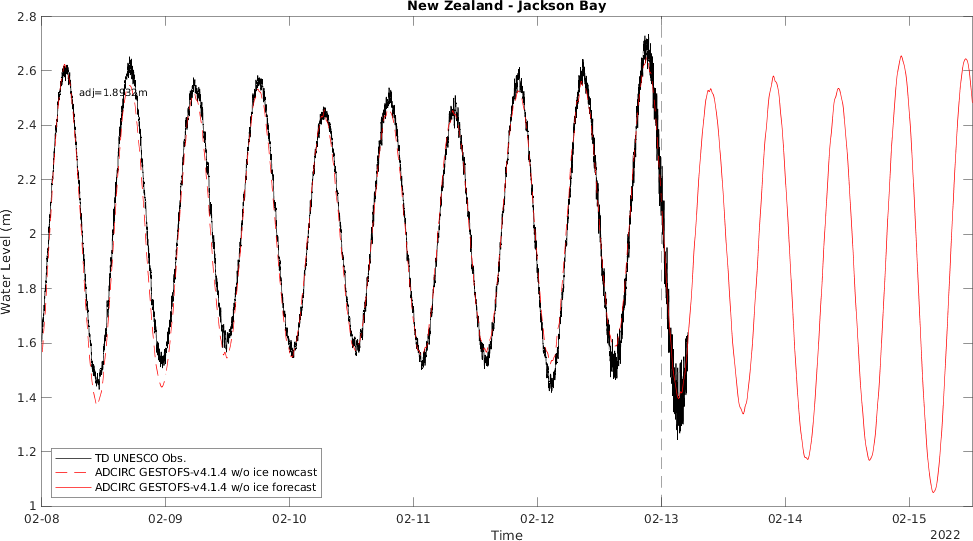 New Zealand - Jackson Bay
2.8
2.6
adj=1.8932m
2.4
2.2
2
Water Level (m)
1.8
1.6
1.4
1.2
1
TD UNESCO Obs.
ADCIRC GESTOFS-v4.1.4 w/o ice nowcast
ADCIRC GESTOFS-v4.1.4 w/o ice forecast
02-08 02-09 02-10 02-11 02-12 02-13 02-14 02-15
Time
2022